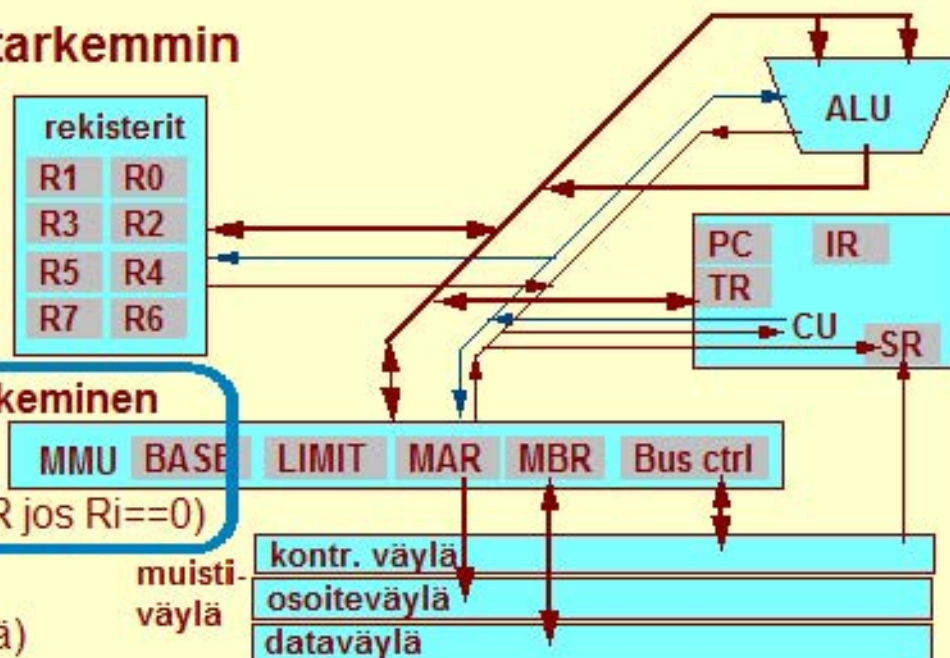 tarkemmin
ALU
rekisterit
R1 R0
R3 R2
R5 R4
R7 R6
PC IR
TR
CU
SR
keminen
MMU BASE LIMIT MAR MBR Bus ctrl
R jos Ri==0)
kontr. väylä
muisti-
väylä
osoiteväylä
ä)
dataväylä